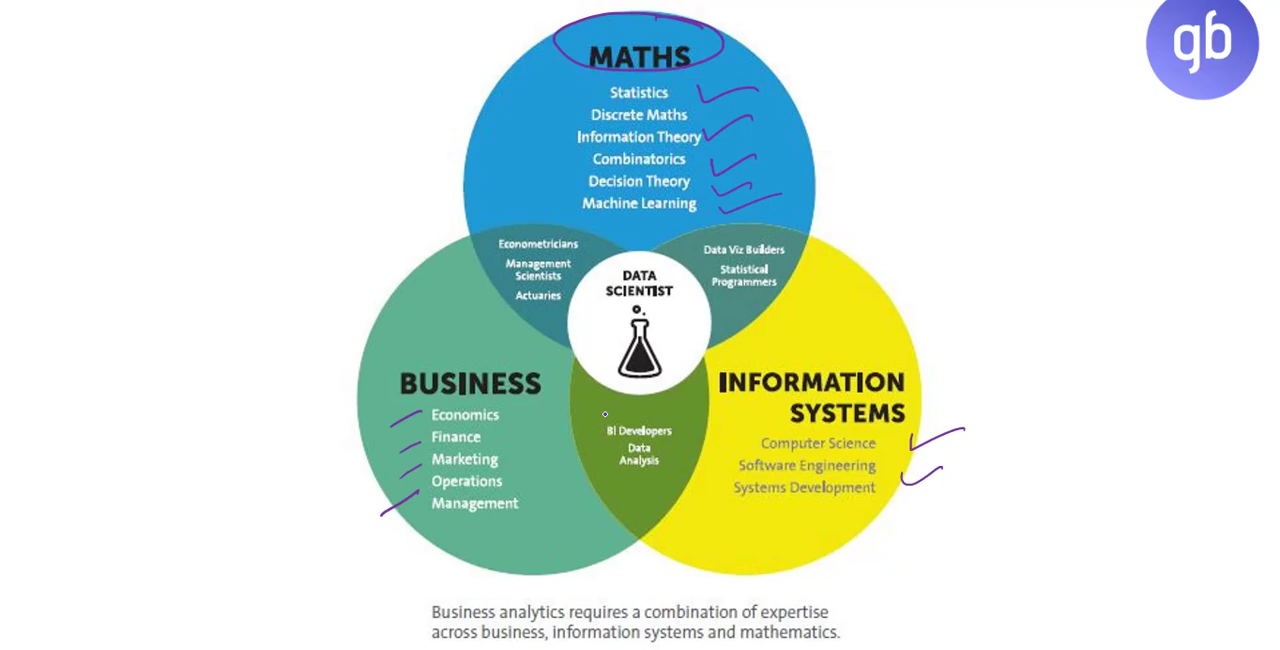 gb
MATHS
Statistics
Discrete Maths
Information Theory
Combinatorics
Decision Theory
Machine Learning
Econometricians
Management
Scientists
Actuaries
Data Viz Builders
Statistical
Programmers
DATA
SCIENTIST
BUSINESS
Economics
Finance
Marketing
Operations
Management
INFORMATION
SYSTEMS
Computer Science
Software Engineering
Systems Development
BI Developers
Data
Analysis
Business analytics requires a combination of expertise
across business, information systems and mathematics.